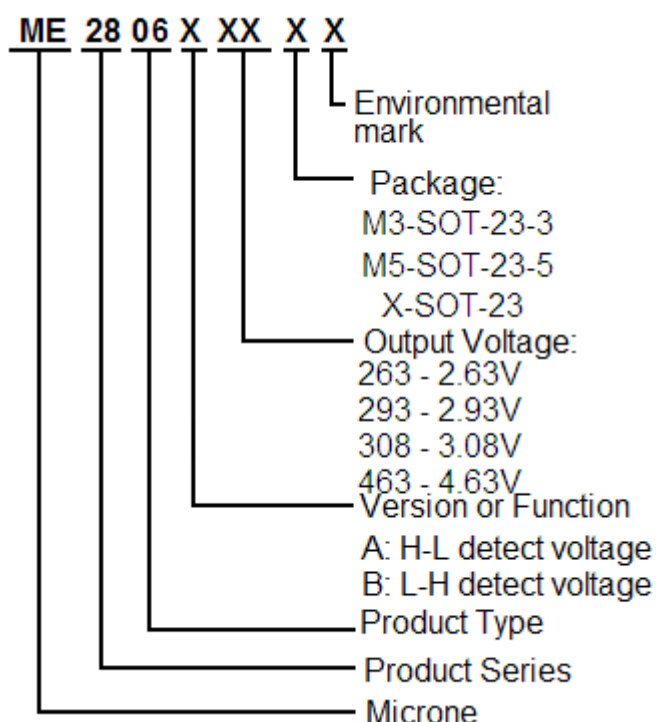 ME 28 06 X XX X X
Environmental
mark
Package:
M3-SOT-23-3
M5-SOT-23-5
X-SOT-23
Output Voltage:
263 - 2.63V
293 - 2.93V
308 - 3.08V
463 - 4.63V
Version or Function
A: H-L detect voltage
B: L-H detect voltage
Product Type
Product Series
Microne